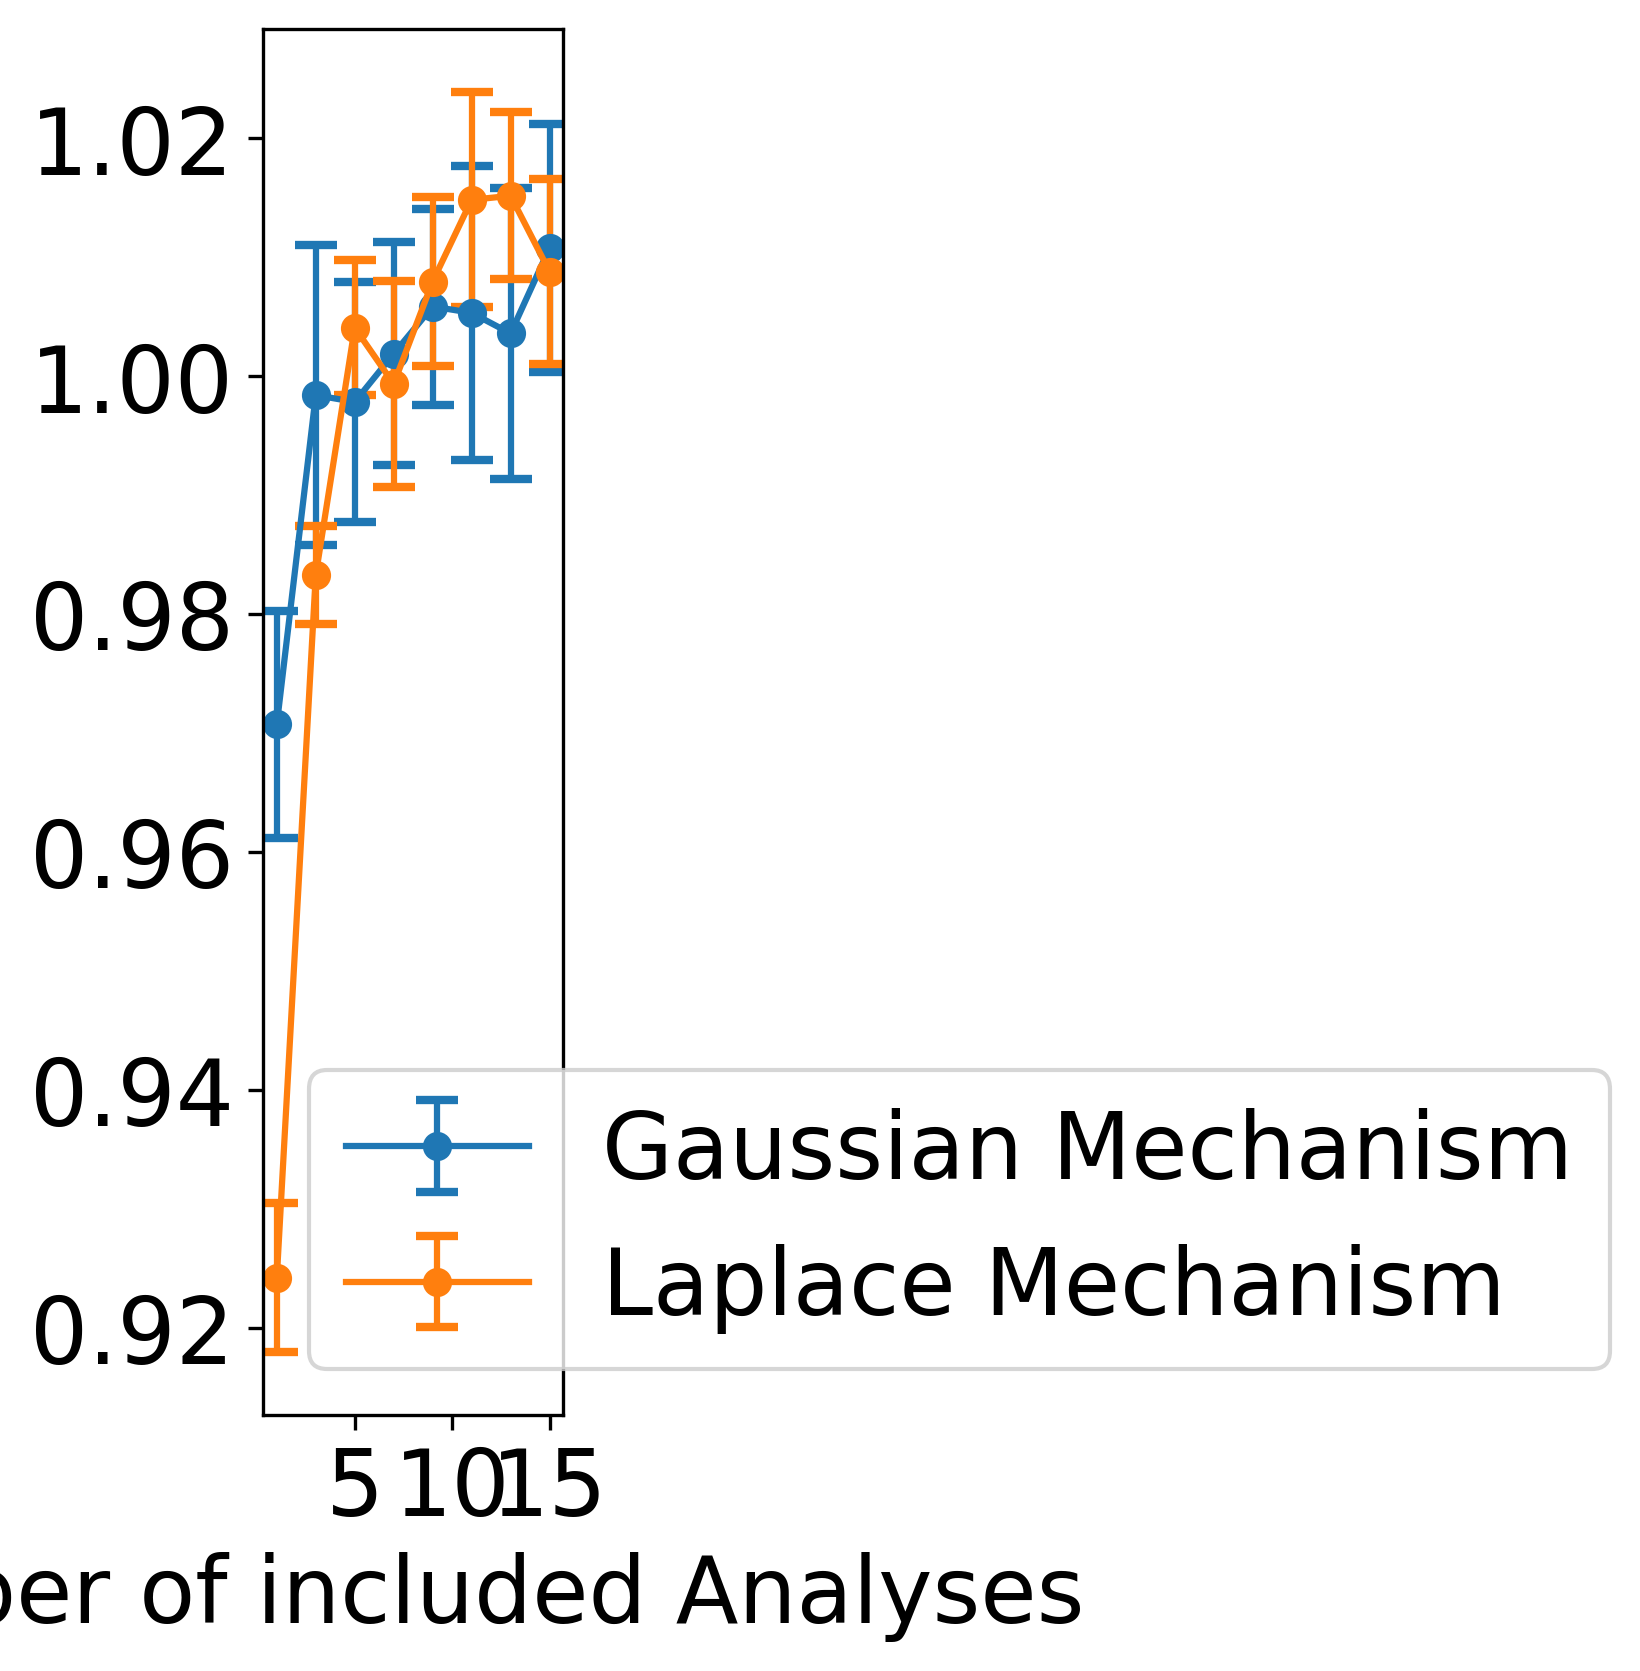 1.02
1.00
0.98
0.96
0.94
0.92
Gaussian Mechanism
Laplace Mechanism
5 10 15
of included Analyses